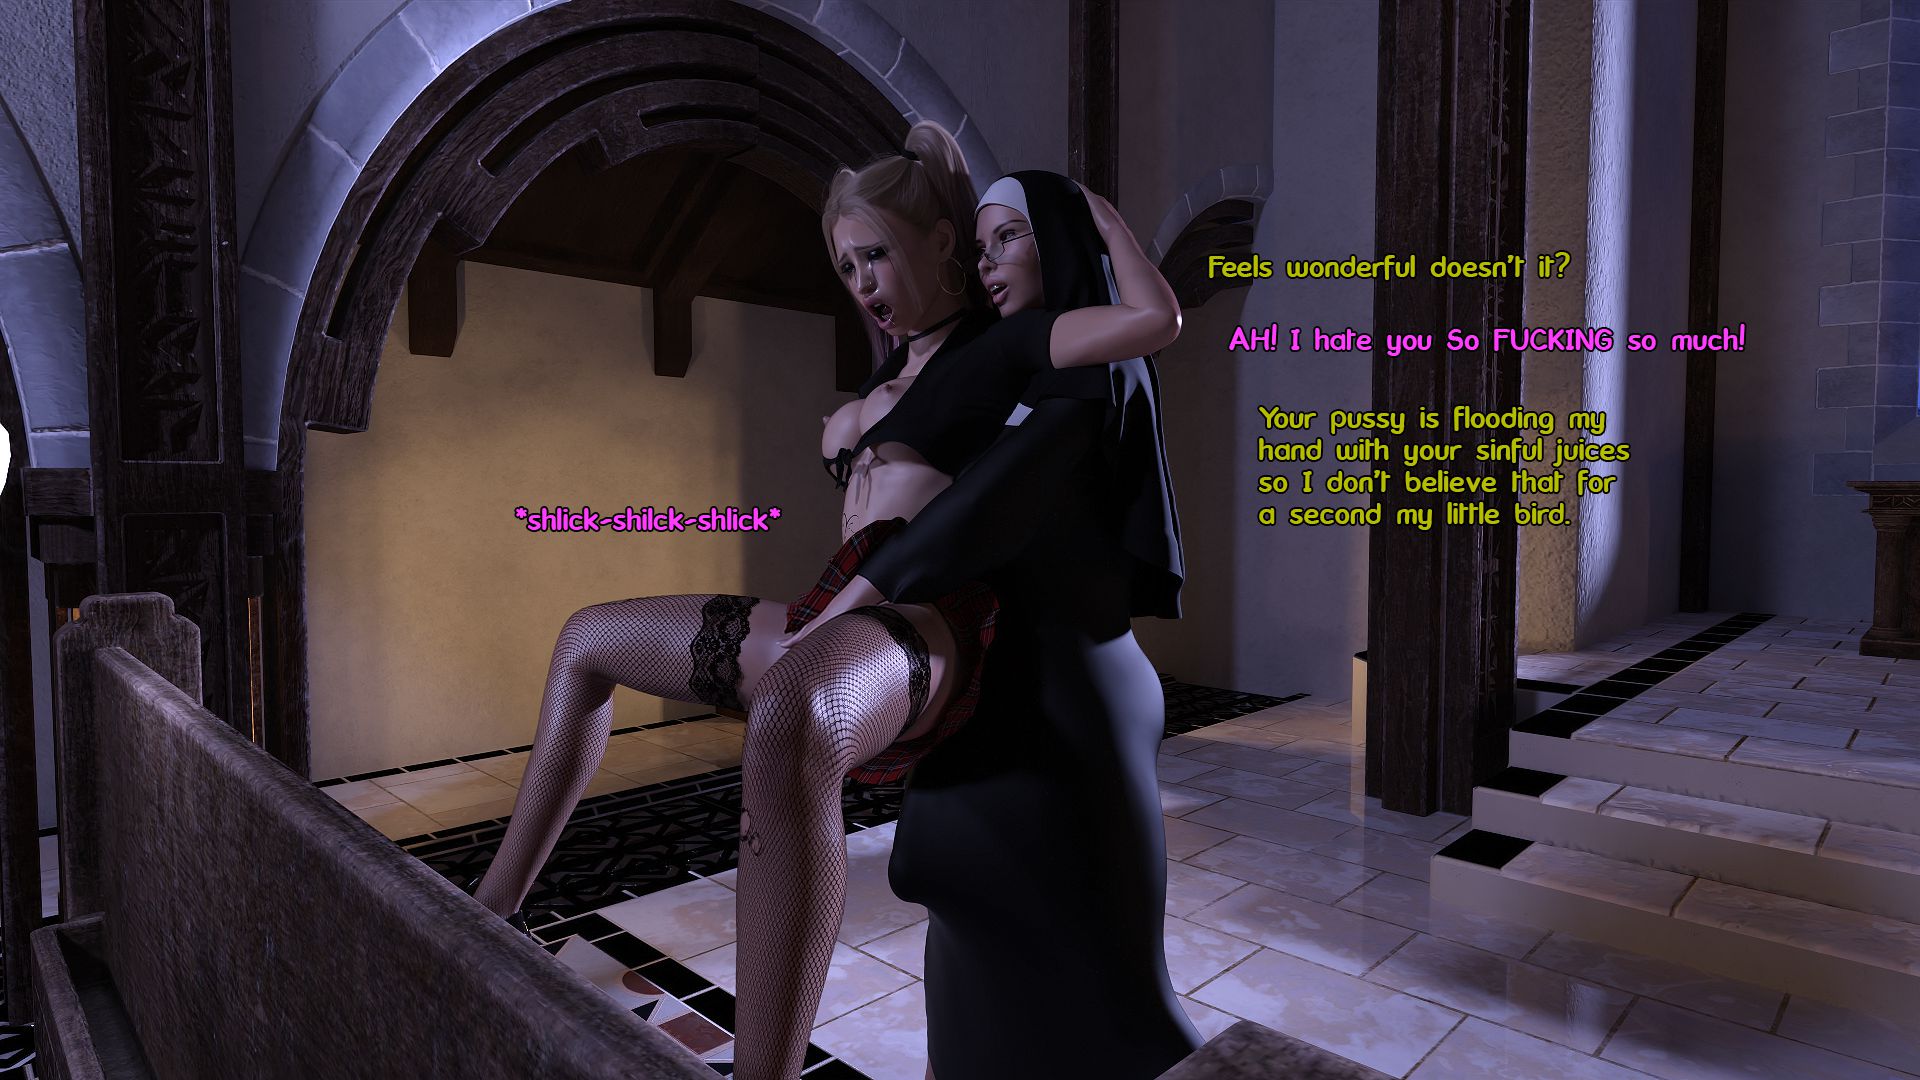 Feels wonderful doesn't it?
AH! I hate you So FUCKING so much!
Your pussy is flooding my
hand with your sinful juices
so I don't believe that for
a second my little bird.
*shlick-shilck-shlick*